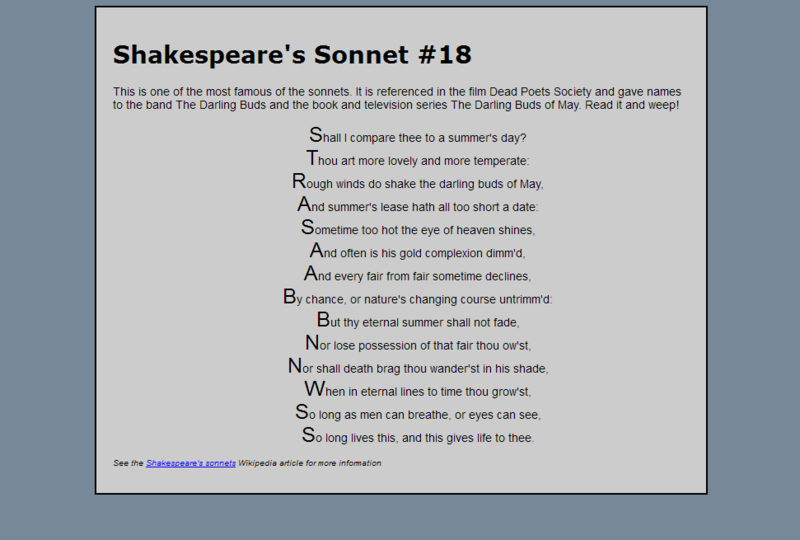 Shakespeare's Sonnet #18
This is one of the most famous of the sonnets. It is referenced in the film Dead Poets Society and gave names
to the band The Darling Buds and the book and television series The Darling Buds of May. Read it and weep!
Shall I compare thee to a summer's day?
Thou art more lovely and more temperate:
Rough winds do shake the darling buds of May,
And summer's lease hath all too short a date:
Sometime too hot the eye of heaven shines,
And often is his gold complexion dimm'd,
And every fair from fair sometime declines,
By chance, or nature's changing course untrimm'd:
But thy eternal summer shall not fade,
Nor lose possession of that fair thou ow'st,
Nor shall death brag thou wander'st in his shade,
When in eternal lines to time thou grow'st,
So long as men can breathe, or eyes can see,
So long lives this, and this gives life to thee.
See the Shakespeare's sonnets Wikipedia article for more infomation